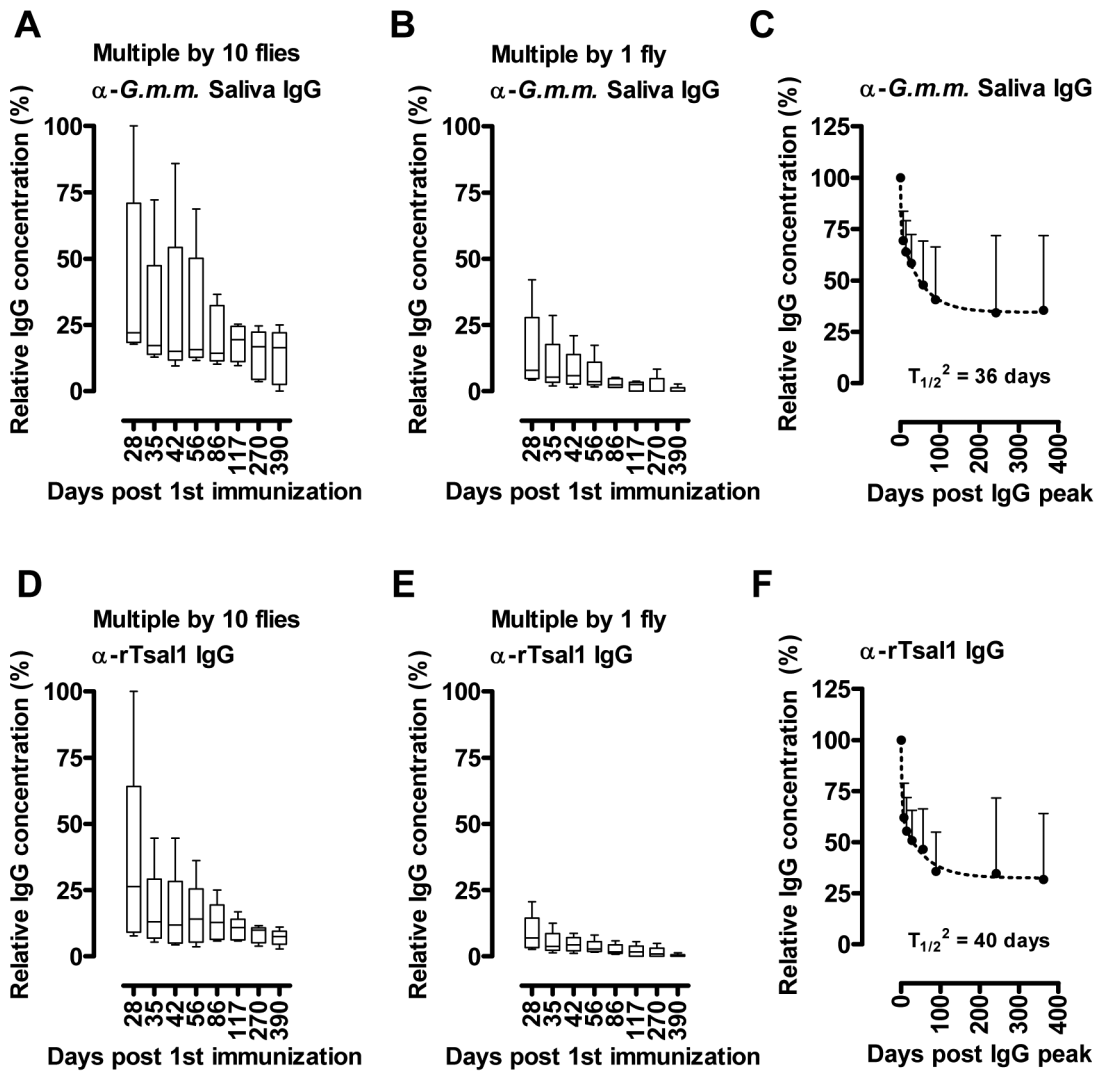 A
Multiple by 10 flies
α-G.m.m. Saliva IgG
Relative IgG concentration (%)
100
75
50
25
0
28
35
42
56
86
117
270
390
Days post 1st immunization
B
Multiple by 1 fly
α-G.m.m. Saliva IgG
Relative IgG concentration (%)
100
75
50
25
0
28
35
42
56
86
117
270
390
Days post 1st immunization
C
α-G.m.m. Saliva IgG
Relative IgG concentration (%)
125
100
75
50
25
0
T1/2² = 36 days
0
100
200
300
400
Days post IgG peak
D
Multiple by 10 flies
α-rTsal1 IgG
Relative IgG concentration (%)
100
75
50
25
0
28
35
42
56
86
117
270
390
Days post 1st immunization
E
Multiple by 1 fly
α-rTsal1 IgG
Relative IgG concentration (%)
100
75
50
25
0
28
35
42
56
86
117
270
390
Days post 1st immunization
F
α-rTsal1 IgG
Relative IgG concentration (%)
125
100
75
50
25
0
T1/2² = 40 days
0
100
200
300
400
Days post IgG peak